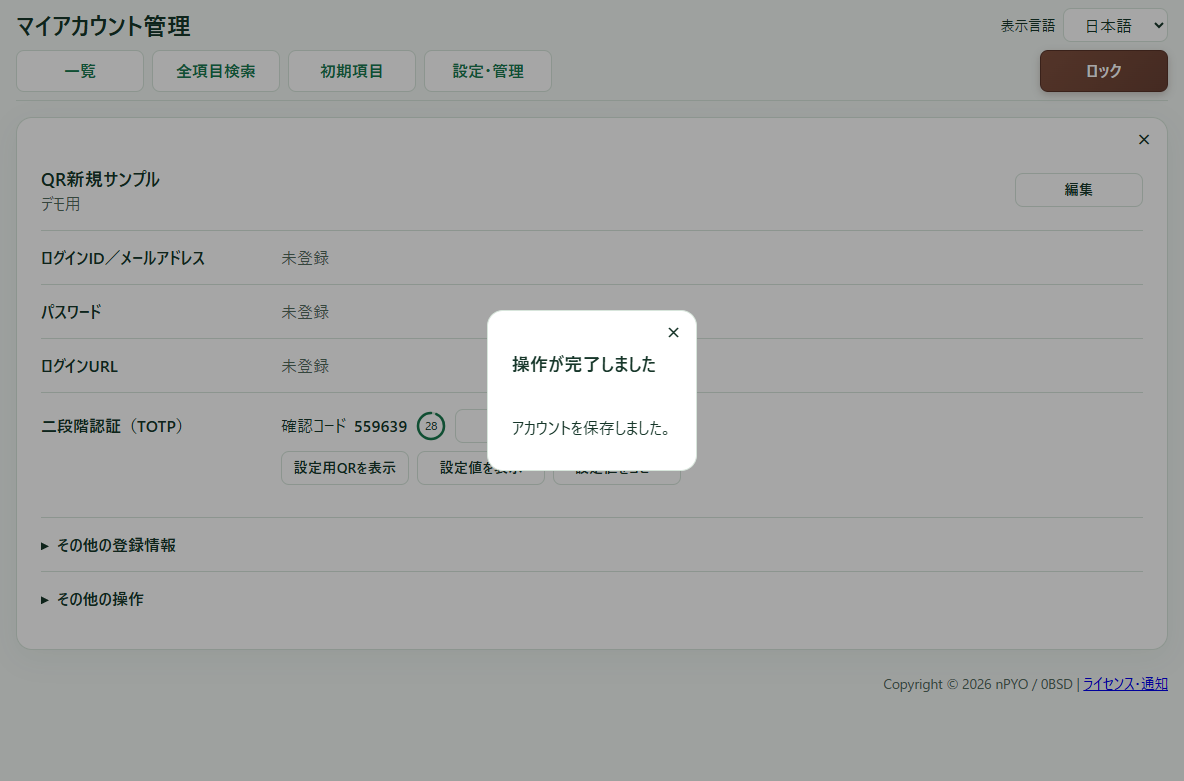 マイアカウント管理
表示言語 日本語
一覧 全項目検索 初期項目 設定・管理 ロック
×
QR新規サンプル
デモ用
編集
ログインID／メールアドレス 未登録
パスワード 未登録
ログインURL 未登録
×
操作が完了しました
アカウントを保存しました。
二段階認証（TOTP） 確認コード 559639 28
設定用QRを表示 設定値を表示
▶ その他の登録情報
▶ その他の操作
Copyright © 2026 nPYO / 0BSD | ライセンス・通知